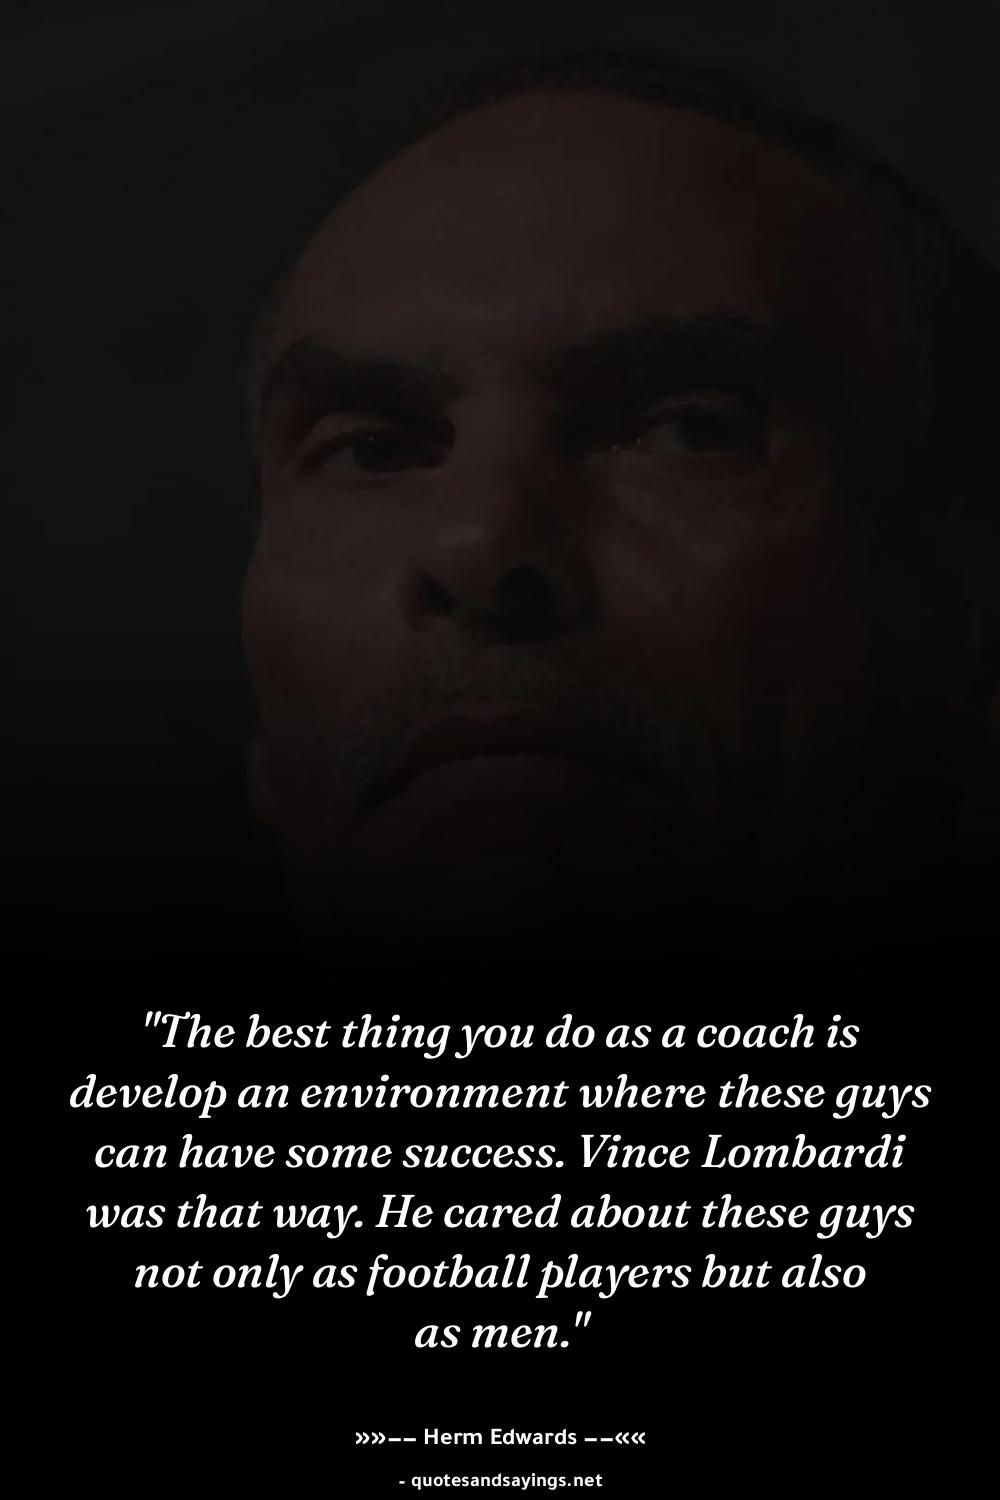 "The best thing you do as a coach is
develop an environment where these guys
can have some success. Vince Lombardi
was that way. He cared about these guys
not only as football players but also
as men."
»»−− Herm Edwards −−««
- quotesandsayings.net